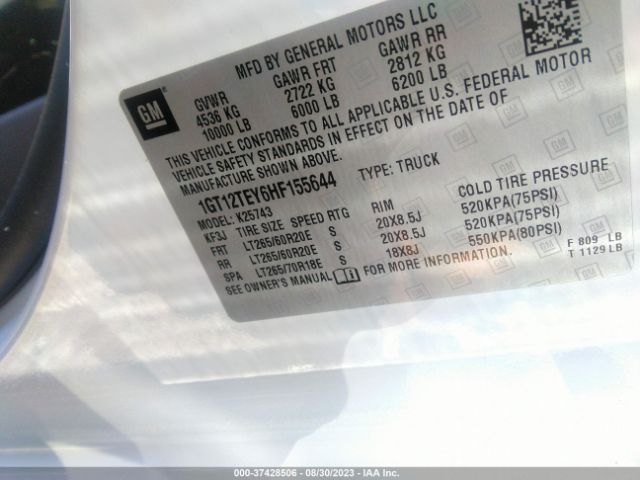 GM
MFD BY GENERAL MOTORS LLC
GVWR GAWR FRT GAWR RR
4536 KG 2722 KG 2812 KG
10000 LB 6000 LB 6200 LB
THIS VEHICLE CONFORMS TO ALL APPLICABLE U.S. FEDERAL MOTOR
VEHICLE SAFETY STANDARDS IN EFFECT ON THE DATE OF
MANUFACTURE SHOWN ABOVE.
1GT12TEY6HF155644 TYPE: TRUCK
MODEL: K25743
KF3J TIRE SIZE SPEED RTG RIM COLD TIRE PRESSURE
FRT LT265/60R20E S 20X8.5J 520KPA(75PSI)
RR LT265/60R20E S 20X8.5J 520KPA(75PSI)
SPA LT265/70R18E S 18X8J 550KPA(80PSI)
SEE OWNER'S MANUAL FOR MORE INFORMATION.
F 809 LB
T 1129 LB
000-37428506 - 08/30/2023 - IAA Inc.